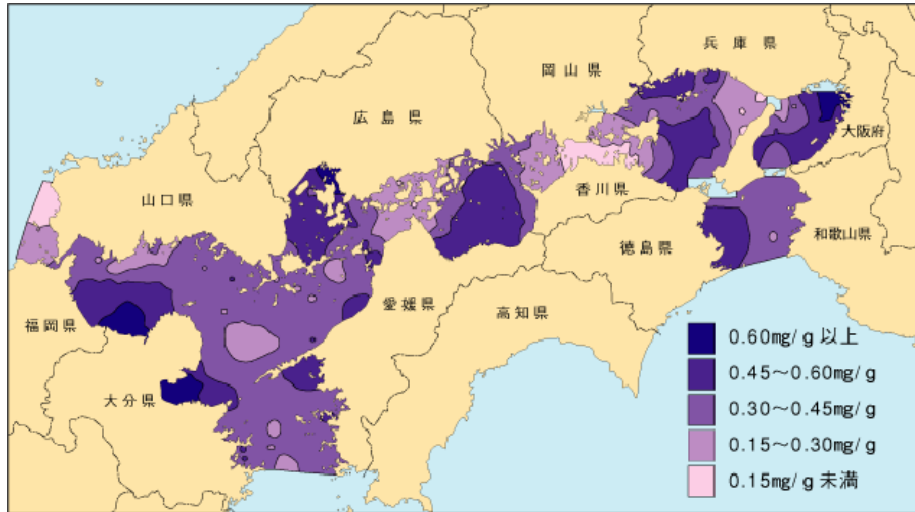 兵庫県
岡山県
広島県
大阪府
山口県
香川県
和歌山県
徳島県
愛媛県
高知県
福岡県
大分県
0.60mg/g 以上
0.45～0.60mg/g
0.30～0.45mg/g
0.15～0.30mg/g
0.15mg/g 未満